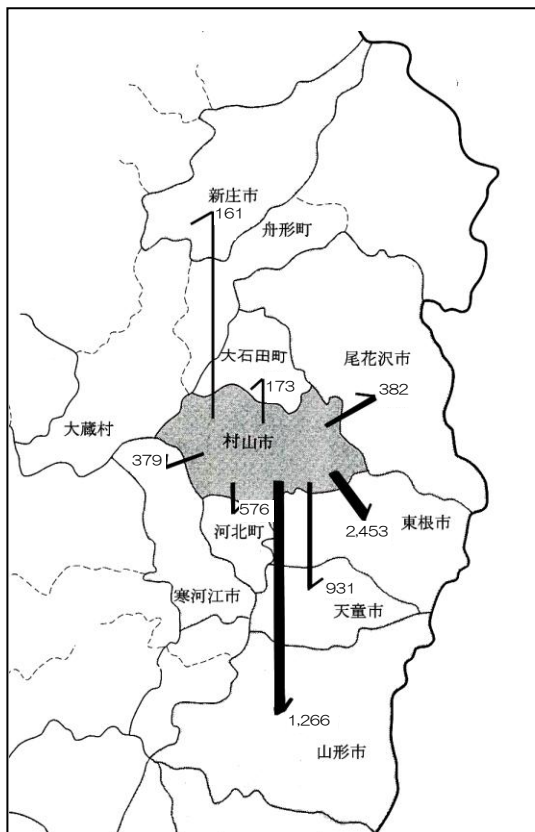 新庄市
161
舟形町
大石田町
尾花沢市
173
382
大蔵村
村山市
379
576
2,453
東根市
河北町
931
寒河江市
天童市
1,266
山形市